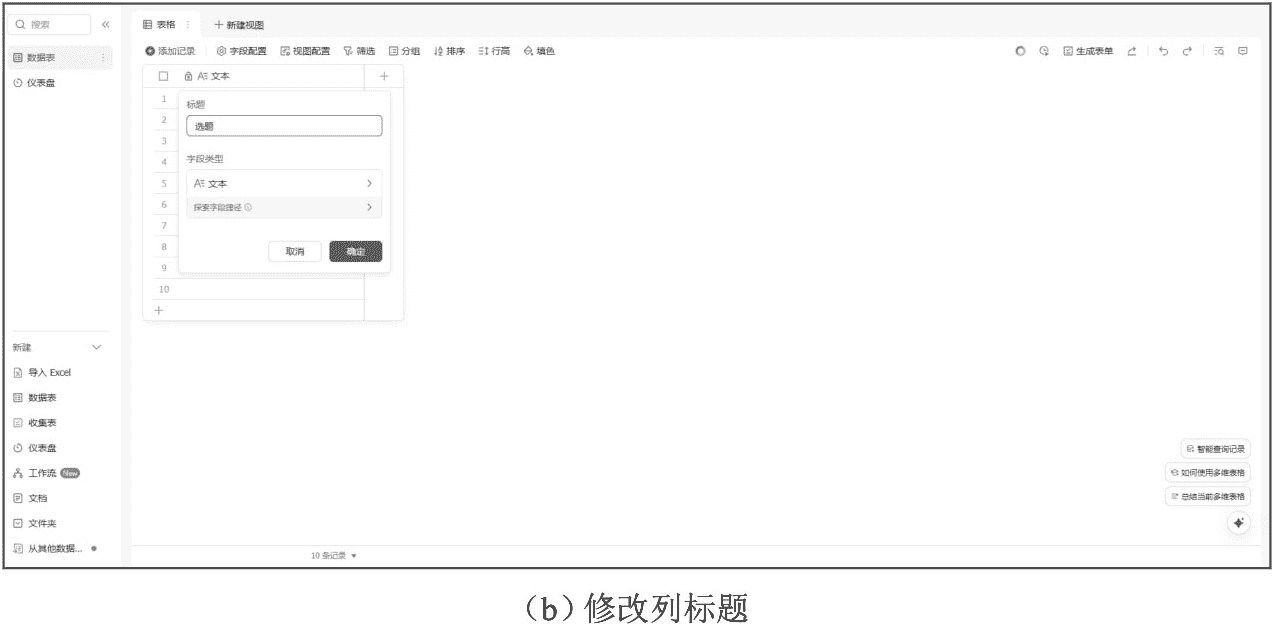 搜索
数据表
仪表盘
表格
新建视图
添加记录 字段配置 视图配置 筛选 分组 排序 行高 填色 生成表单
文本
1
2
3
4
5
6
7
8
9
10
标题
选题
字段类型
文本
探索字段捷径
取消 确定
新建
导入 Excel
数据表
收集表
仪表盘
工作流 New
文档
文件夹
从其他数据...
智能查询记录
如何使用多维表格
总结当前多维表格
10 条记录
(b)修改列标题